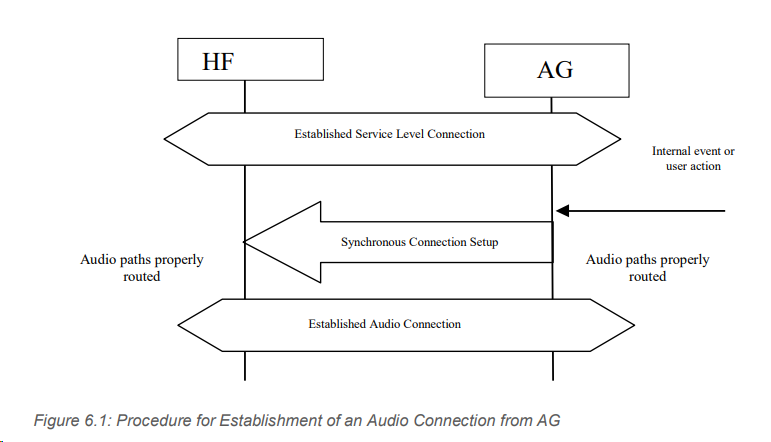 HF
AG
Established Service Level Connection
Internal event or
user action
Synchronous Connection Setup
Audio paths properly
routed
Audio paths properly
routed
Established Audio Connection
Figure 6.1: Procedure for Establishment of an Audio Connection from AG